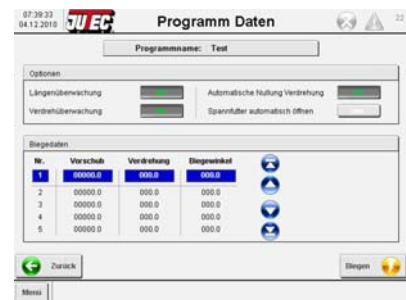 07:39:33
04.12.2010
JUTEC
Programm Daten
22
Programmname: Test
Optionen
Längenüberwachung
Automatische Nullung Verdrehung
Verdrehüberwachung
Spannfutter automatisch öffnen
Biegedaten
Nr. Vorschub Verdrehung Biegewinkel
1 00000.0 000.0 000.0
2 00000.0 000.0 000.0
3 00000.0 000.0 000.0
4 00000.0 000.0 000.0
5 00000.0 000.0 000.0
Zurück
Biegen
Menü